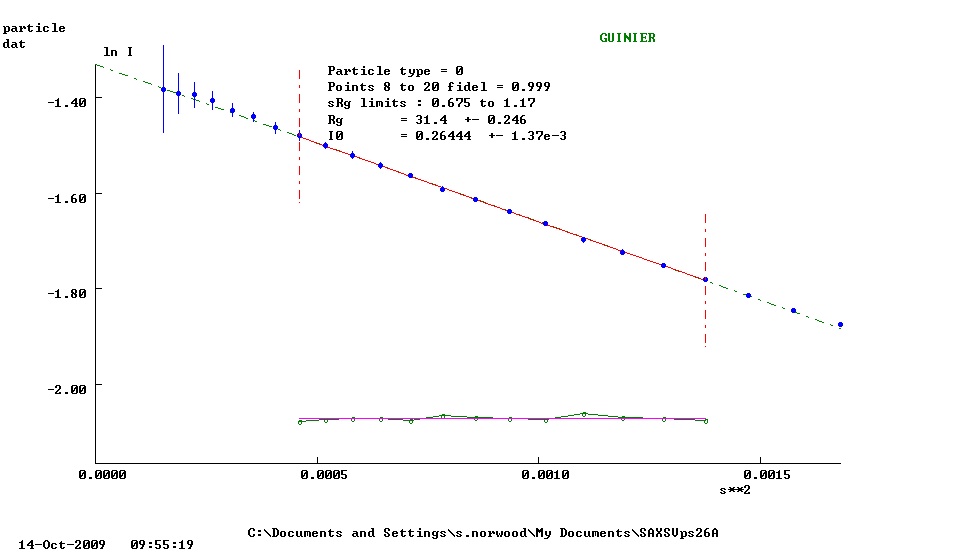 particle
dat
GUINIER
ln I
Particle type = 0
Points 8 to 20 fidel = 0.999
sRg limits : 0.675 to 1.17
Rg = 31.4 +- 0.246
I0 = 0.26444 +- 1.37e-3
-1.40
-1.60
-1.80
-2.00
0.0000 0.0005 0.0010 0.0015
s**2
C:\Documents and Settings\s.norwood\My Documents\SAXSVps26A
14-Oct-2009 09:55:19